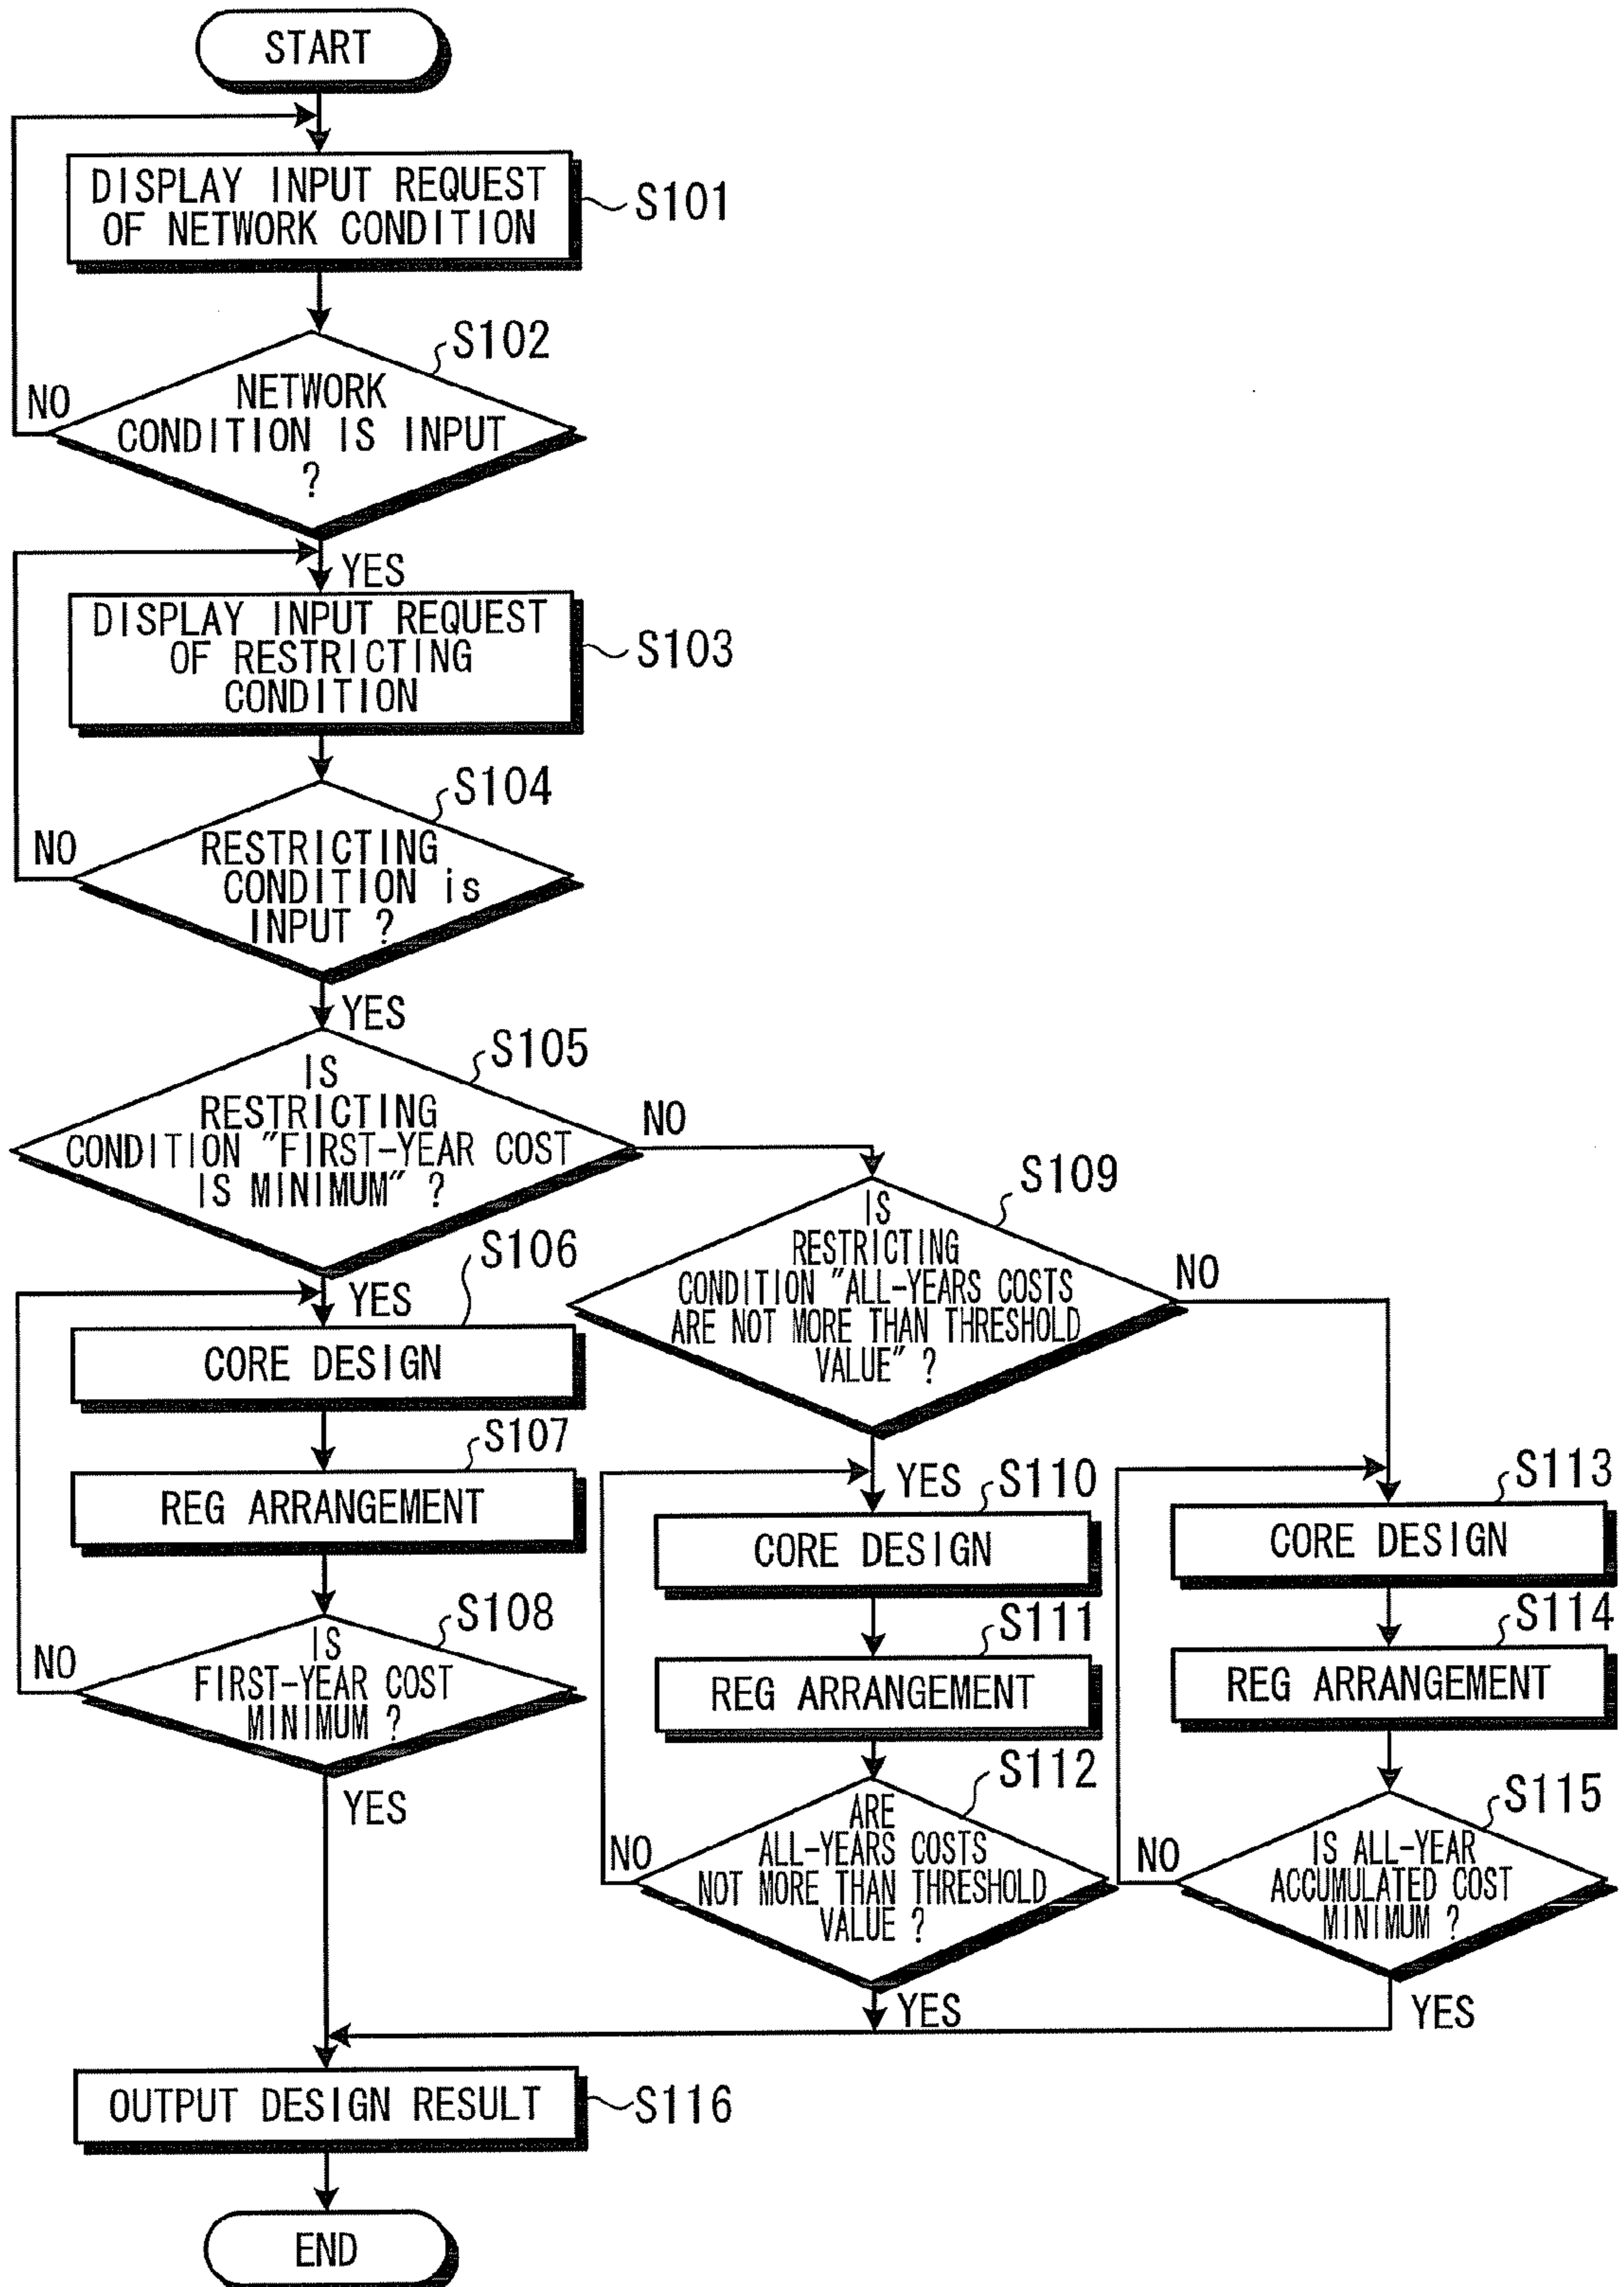 START
DISPLAY INPUT REQUEST
OF NETWORK CONDITION
S101
S102
NETWORK
CONDITION IS INPUT
?
NO
YES
DISPLAY INPUT REQUEST
OF RESTRICTING
CONDITION
S103
S104
RESTRICTING
CONDITION is
INPUT ?
NO
YES
S105
IS
RESTRICTING
CONDITION "FIRST-YEAR COST
IS MINIMUM" ?
NO
YES
S106
CORE DESIGN
S107
REG ARRANGEMENT
S108
IS
FIRST-YEAR COST
MINIMUM ?
NO
YES
S109
IS
RESTRICTING
CONDITION "ALL-YEARS COSTS
ARE NOT MORE THAN THRESHOLD
VALUE" ?
NO
YES
S110
CORE DESIGN
S111
REG ARRANGEMENT
S112
ARE
ALL-YEARS COSTS
NOT MORE THAN THRESHOLD
VALUE ?
NO
YES
S113
CORE DESIGN
S114
REG ARRANGEMENT
S115
IS ALL-YEAR
ACCUMULATED COST
MINIMUM ?
NO
YES
OUTPUT DESIGN RESULT
S116
END